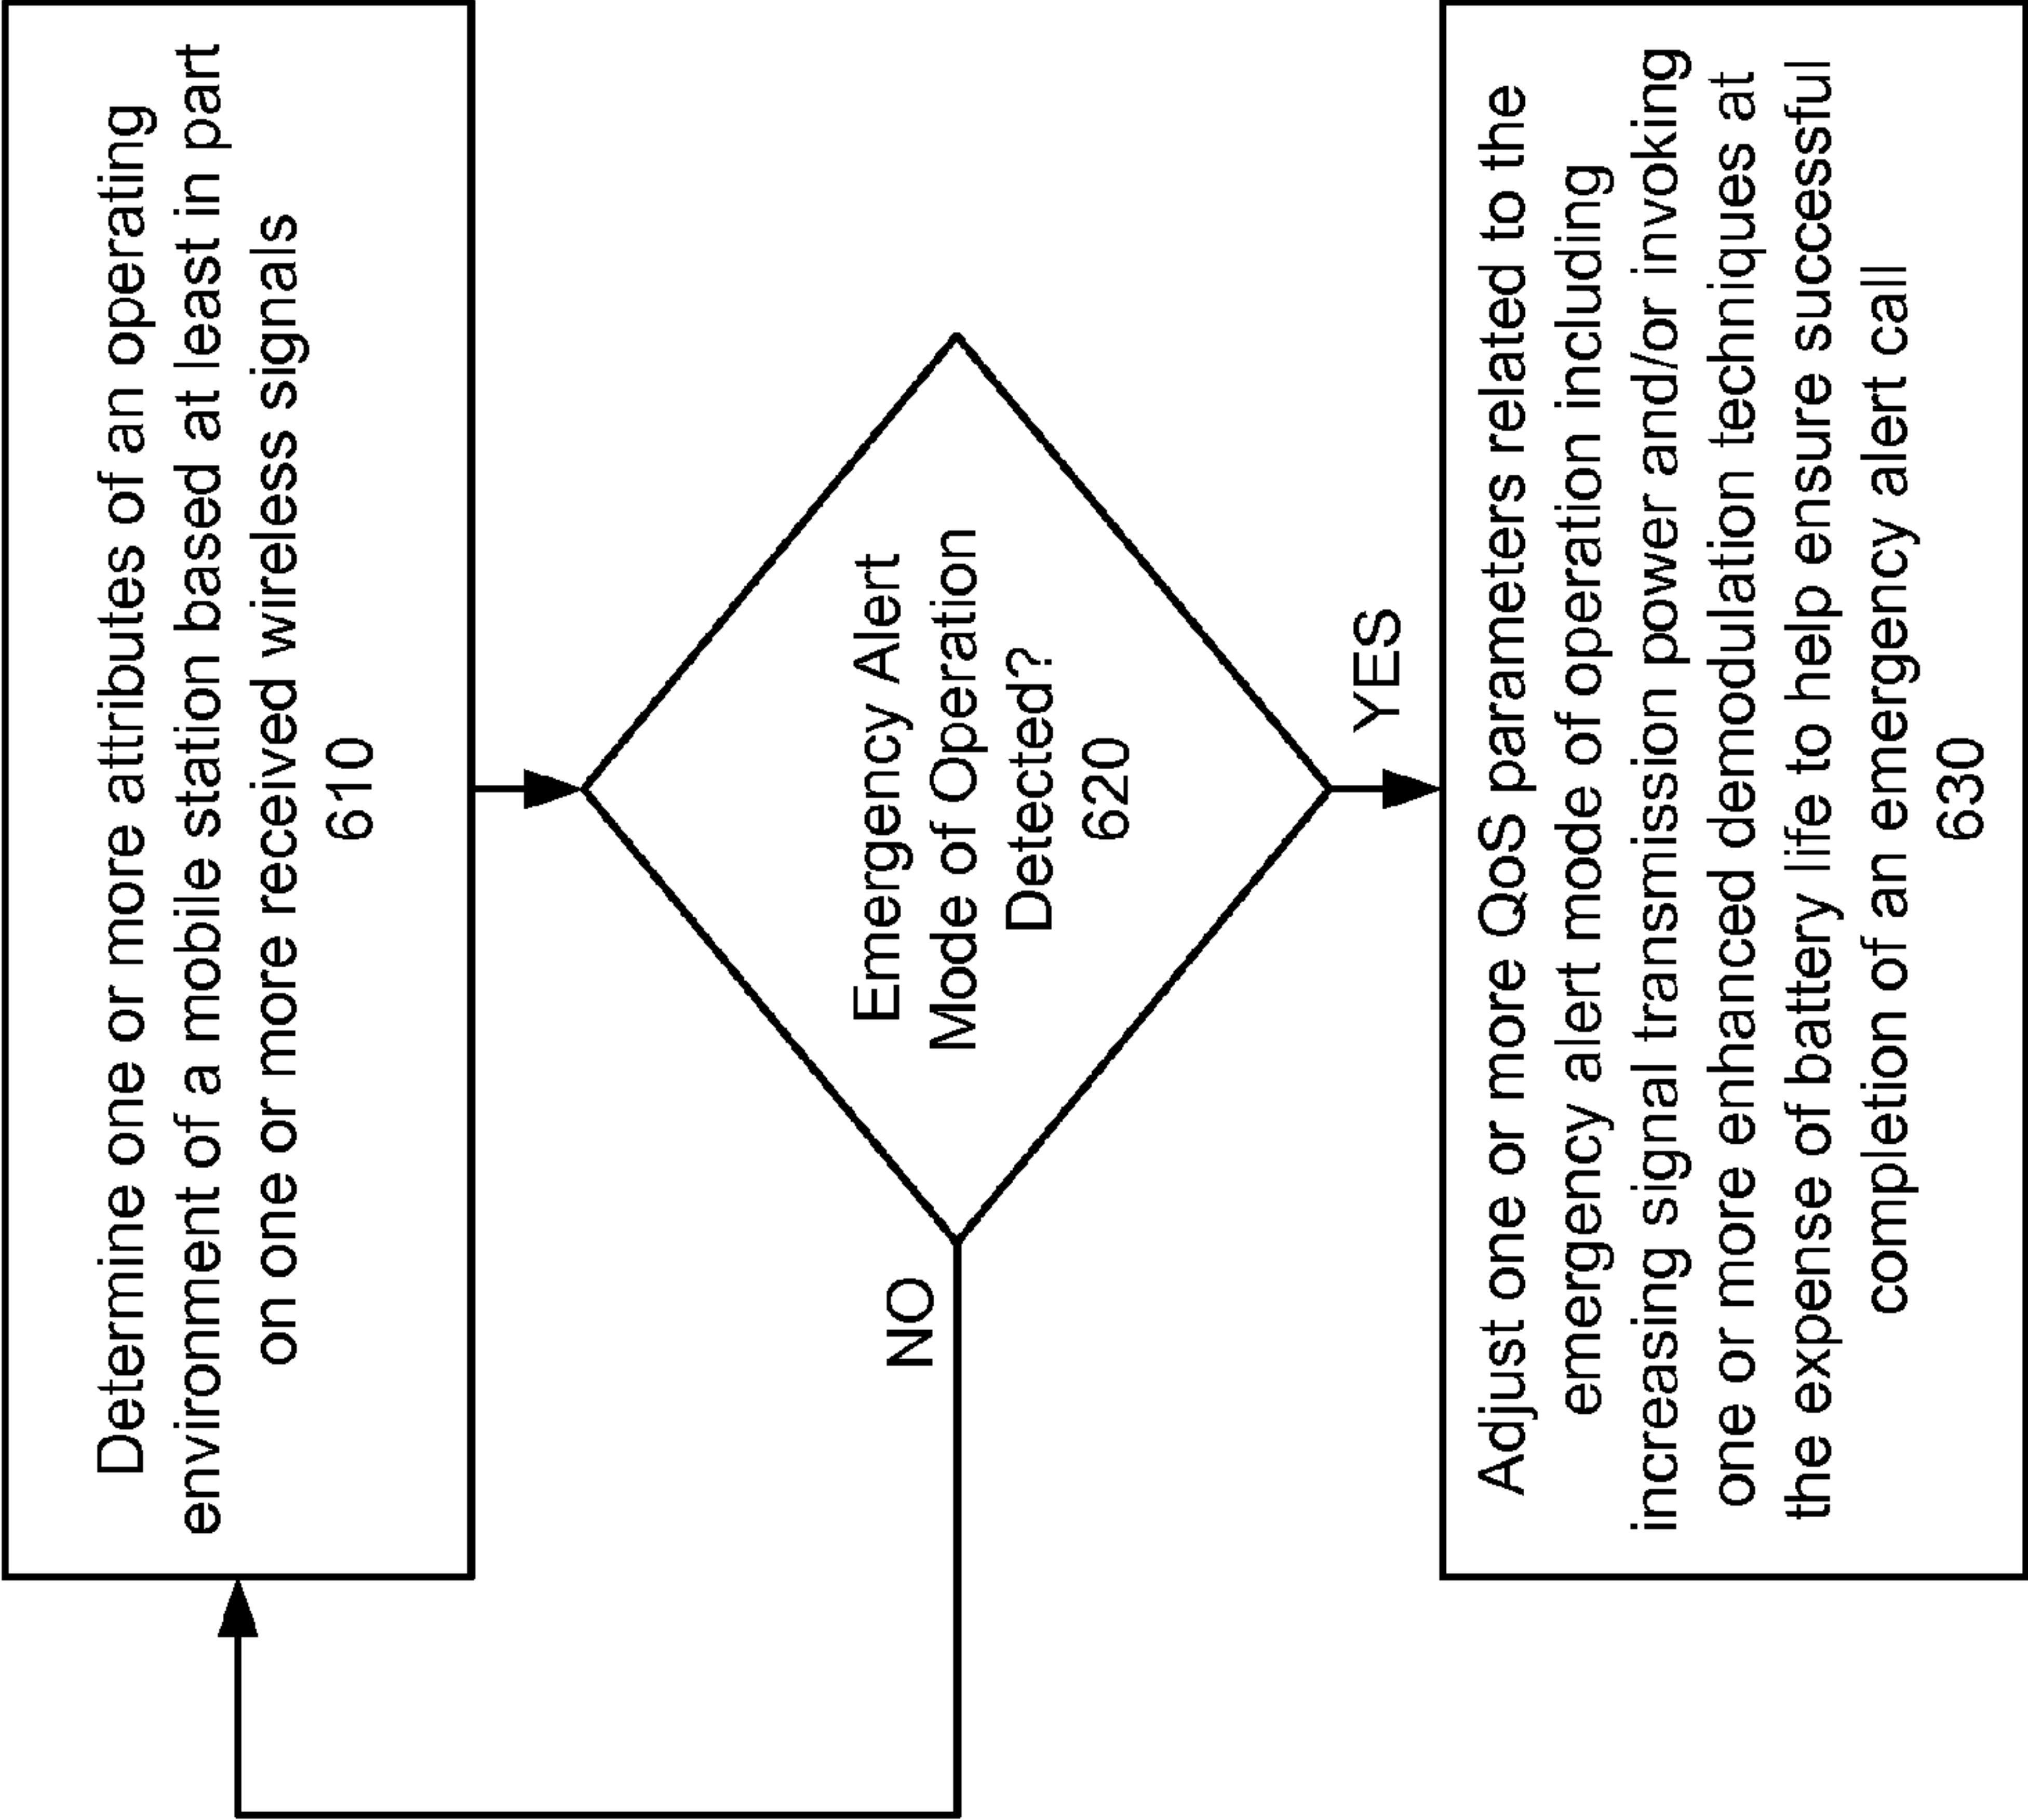 Determine one or more attributes of an operating
environment of a mobile station based at least in part
on one or more received wireless signals
610
Emergency Alert
Mode of Operation
Detected?
620
NO
YES
Adjust one or more QoS parameters related to the
emergency alert mode of operation including
increasing signal transmission power and/or invoking
one or more enhanced demodulation techniques at
the expense of battery life to help ensure successful
completion of an emergency alert call
630